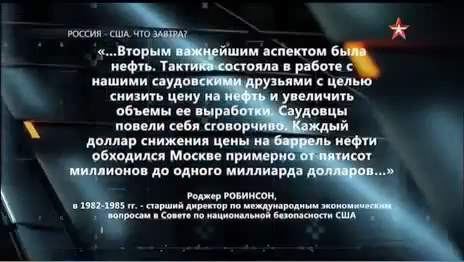 РОССИЯ - США. ЧТО ЗАВТРА?
«...Вторым важнейшим аспектом была
нефть. Тактика состояла в работе с
нашими саудовскими друзьями с целью
снизить цену на нефть и увеличить
объемы ее выработки. Саудовцы
повели себя сговорчиво. Каждый
доллар снижения цены на баррель нефти
обходился Москве примерно от пятисот
миллионов до одного миллиарда долларов...»
Роджер РОБИНСОН,
в 1982-1985 гг. - старший директор по международным экономическим
вопросам в Совете по национальной безопасности США